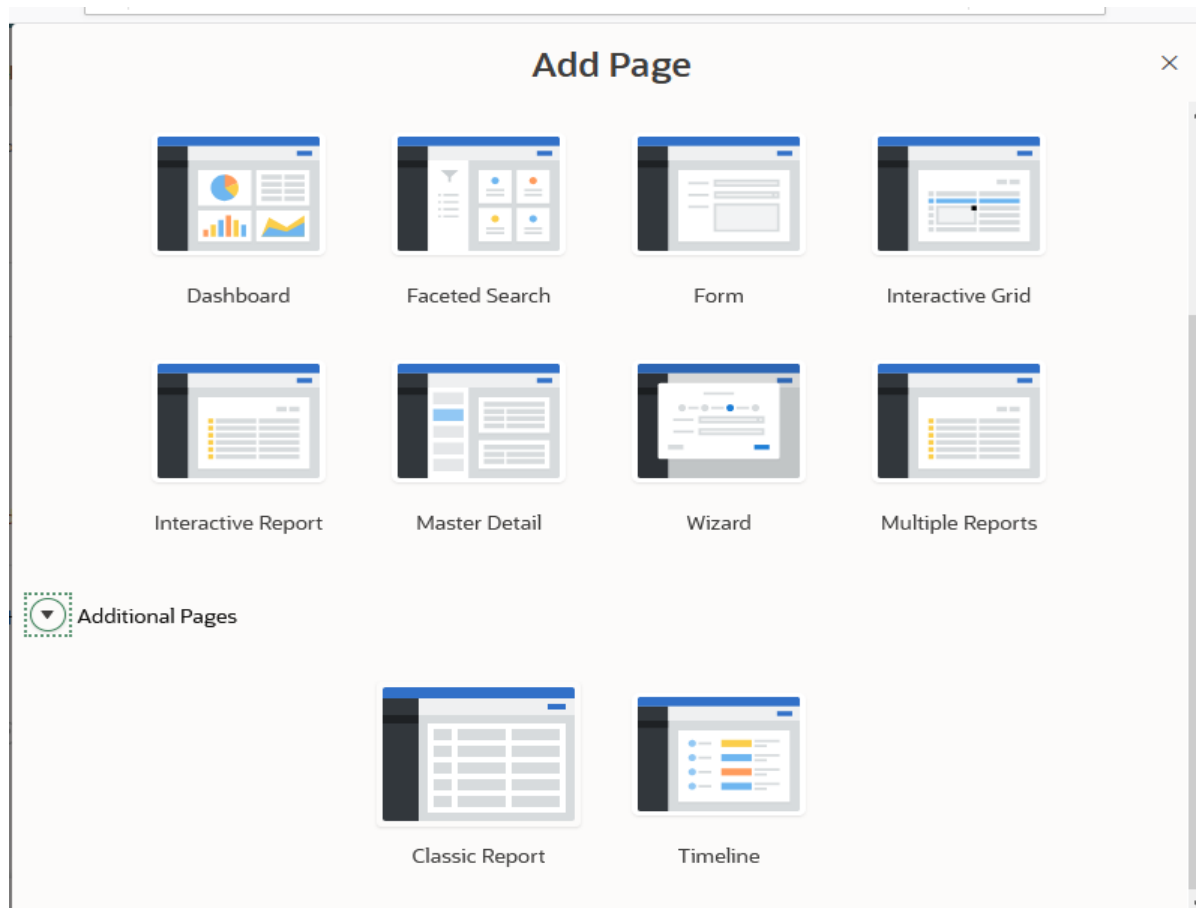 Add Page
Dashboard
Faceted Search
Form
Interactive Grid
Interactive Report
Master Detail
Wizard
Multiple Reports
Additional Pages
Classic Report
Timeline